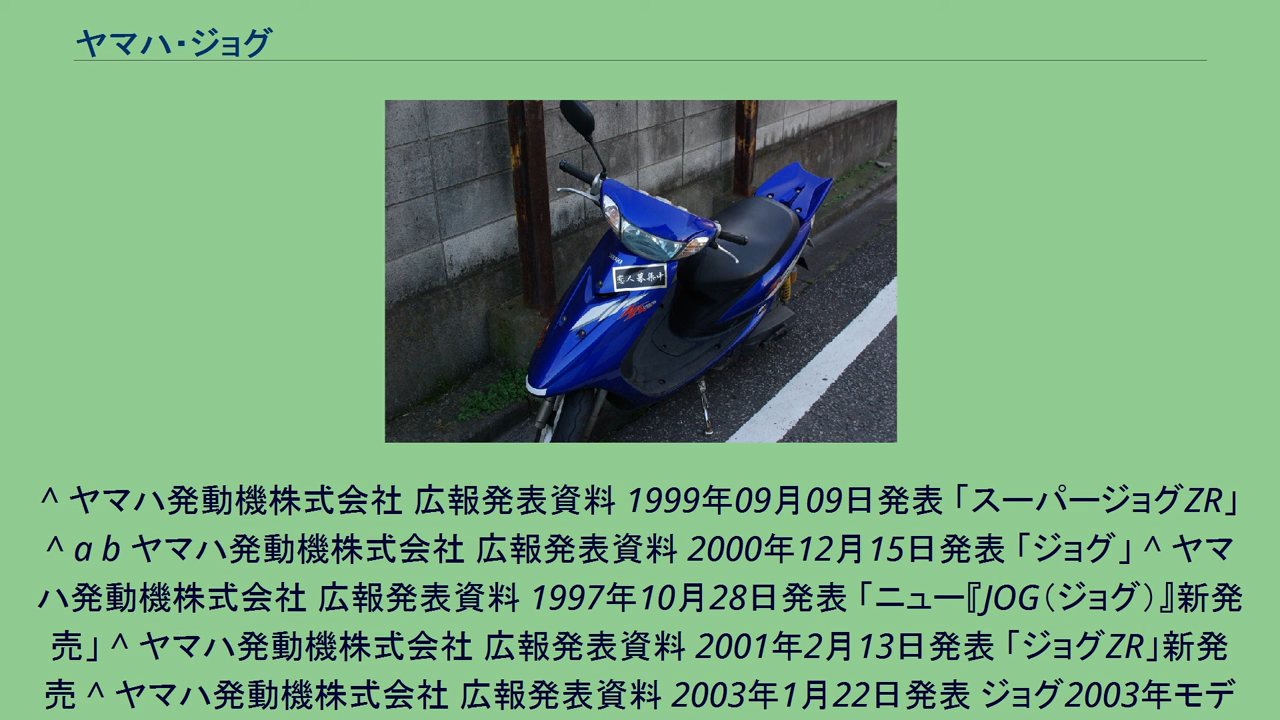 ヤマハ・ジョグ
恋人募集中
^ ヤマハ発動機株式会社 広報発表資料 1999年09月09日発表「スーパージョグZR」
^ a b ヤマハ発動機株式会社 広報発表資料 2000年12月15日発表「ジョグ」 ^ ヤマ
ハ発動機株式会社 広報発表資料 1997年10月28日発表「ニュー『JOG（ジョグ）』新発
売」 ^ ヤマハ発動機株式会社 広報発表資料 2001年2月13日発表「ジョグZR」新発
売 ^ ヤマハ発動機株式会社 広報発表資料 2003年1月22日発表 ジョグ2003年モデ